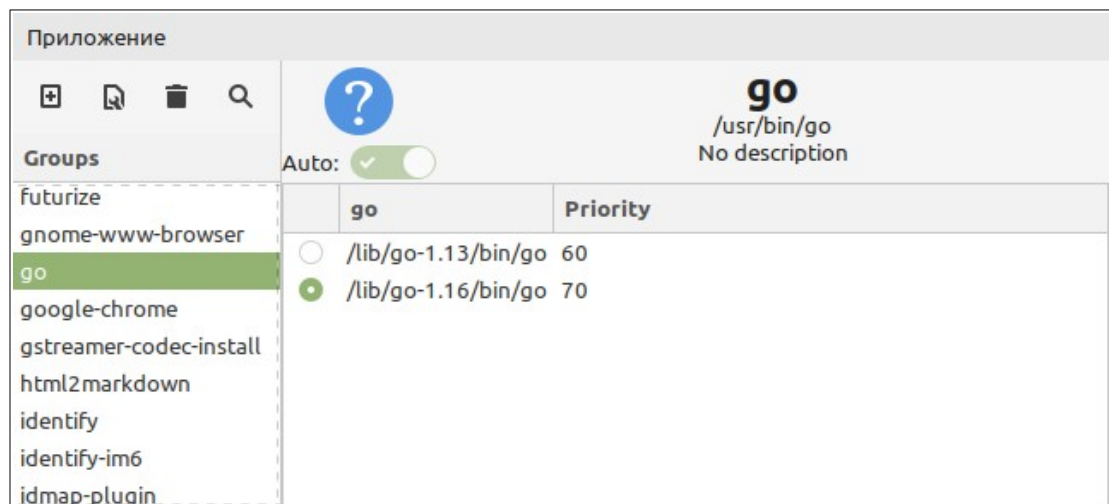 Приложение
go
/usr/bin/go
No description
Groups
Auto:
futurize
gnome-www-browser
go
google-chrome
gstreamer-codec-install
html2markdown
identify
identify-im6
idmap-plugin
go Priority
/lib/go-1.13/bin/go 60
/lib/go-1.16/bin/go 70